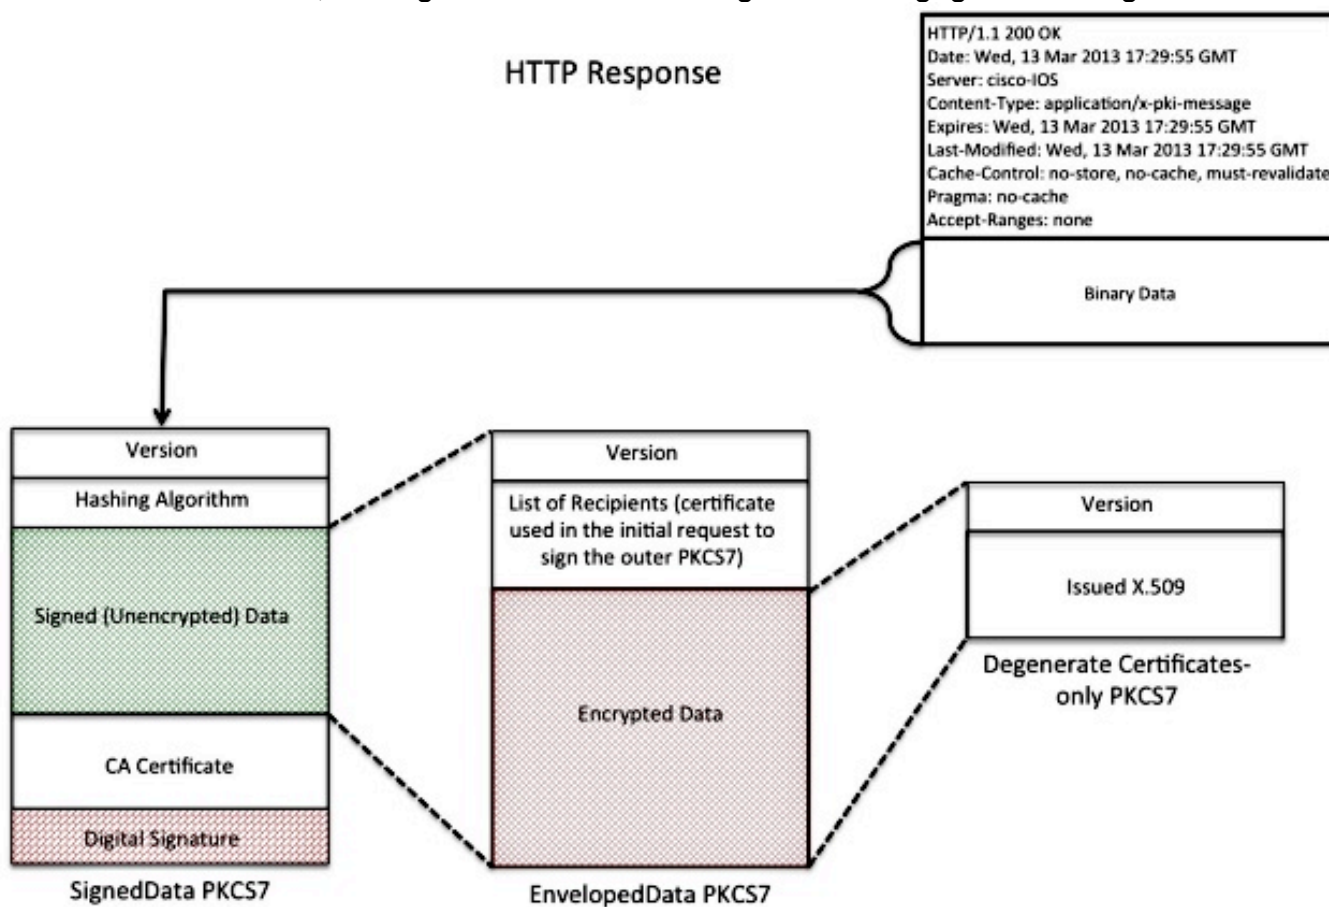 HTTP Response
HTTP/1.1 200 OK
Date: Wed, 13 Mar 2013 17:29:55 GMT
Server: cisco-IOS
Content-Type: application/x-pki-message
Expires: Wed, 13 Mar 2013 17:29:55 GMT
Last-Modified: Wed, 13 Mar 2013 17:29:55 GMT
Cache-Control: no-store, no-cache, must-revalidate
Pragma: no-cache
Accept-Ranges: none
Binary Data
Version
Hashing Algorithm
Signed (Unencrypted) Data
CA Certificate
Digital Signature
SignedData PKCS7
Version
List of Recipients (certificate
used in the initial request to
sign the outer PKCS7)
Encrypted Data
EnvelopedData PKCS7
Version
Issued X.509
Degenerate Certificates-
only PKCS7